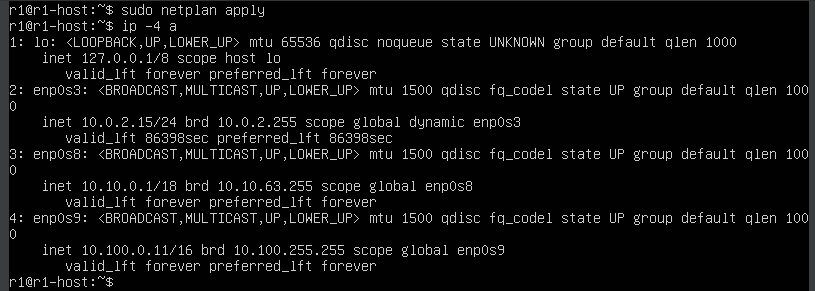 r1@r1-host:~$ sudo netplan apply
r1@r1-host:~$ ip -4 a
1: lo: <LOOPBACK,UP,LOWER_UP> mtu 65536 qdisc noqueue state UNKNOWN group default qlen 1000
    inet 127.0.0.1/8 scope host lo
       valid_lft forever preferred_lft forever
2: enp0s3: <BROADCAST,MULTICAST,UP,LOWER_UP> mtu 1500 qdisc fq_codel state UP group default qlen 100
0
    inet 10.0.2.15/24 brd 10.0.2.255 scope global dynamic enp0s3
       valid_lft 86398sec preferred_lft 86398sec
3: enp0s8: <BROADCAST,MULTICAST,UP,LOWER_UP> mtu 1500 qdisc fq_codel state UP group default qlen 100
0
    inet 10.10.0.1/18 brd 10.10.63.255 scope global enp0s8
       valid_lft forever preferred_lft forever
4: enp0s9: <BROADCAST,MULTICAST,UP,LOWER_UP> mtu 1500 qdisc fq_codel state UP group default qlen 100
0
    inet 10.100.0.11/16 brd 10.100.255.255 scope global enp0s9
       valid_lft forever preferred_lft forever
r1@r1-host:~$